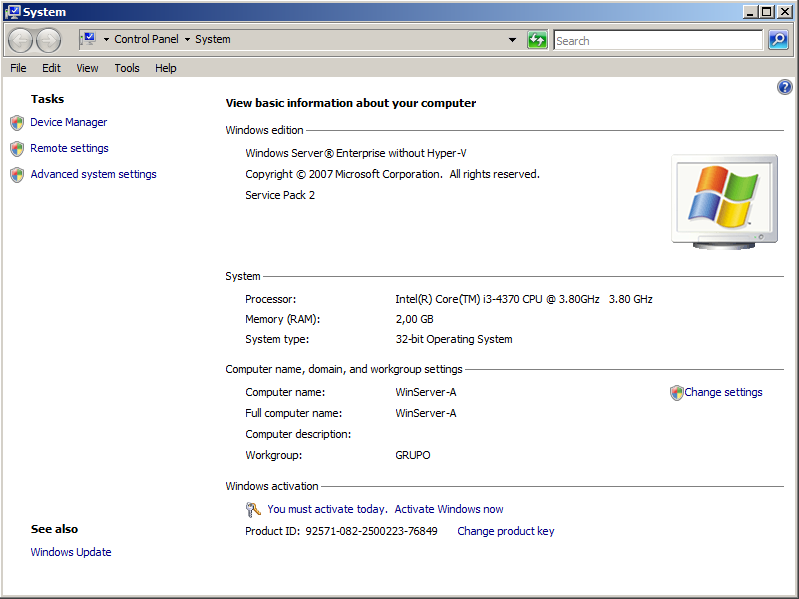 System
Control Panel System
Search
File Edit View Tools Help
Tasks
Device Manager
Remote settings
Advanced system settings
See also
Windows Update
View basic information about your computer
Windows edition
Windows Server® Enterprise without Hyper-V
Copyright © 2007 Microsoft Corporation. All rights reserved.
Service Pack 2
System
Processor: Intel(R) Core(TM) i3-4370 CPU @ 3.80GHz 3.80 GHz
Memory (RAM): 2,00 GB
System type: 32-bit Operating System
Computer name, domain, and workgroup settings
Computer name: WinServer-A Change settings
Full computer name: WinServer-A
Computer description:
Workgroup: GRUPO
Windows activation
You must activate today. Activate Windows now
Product ID: 92571-082-2500223-76849 Change product key